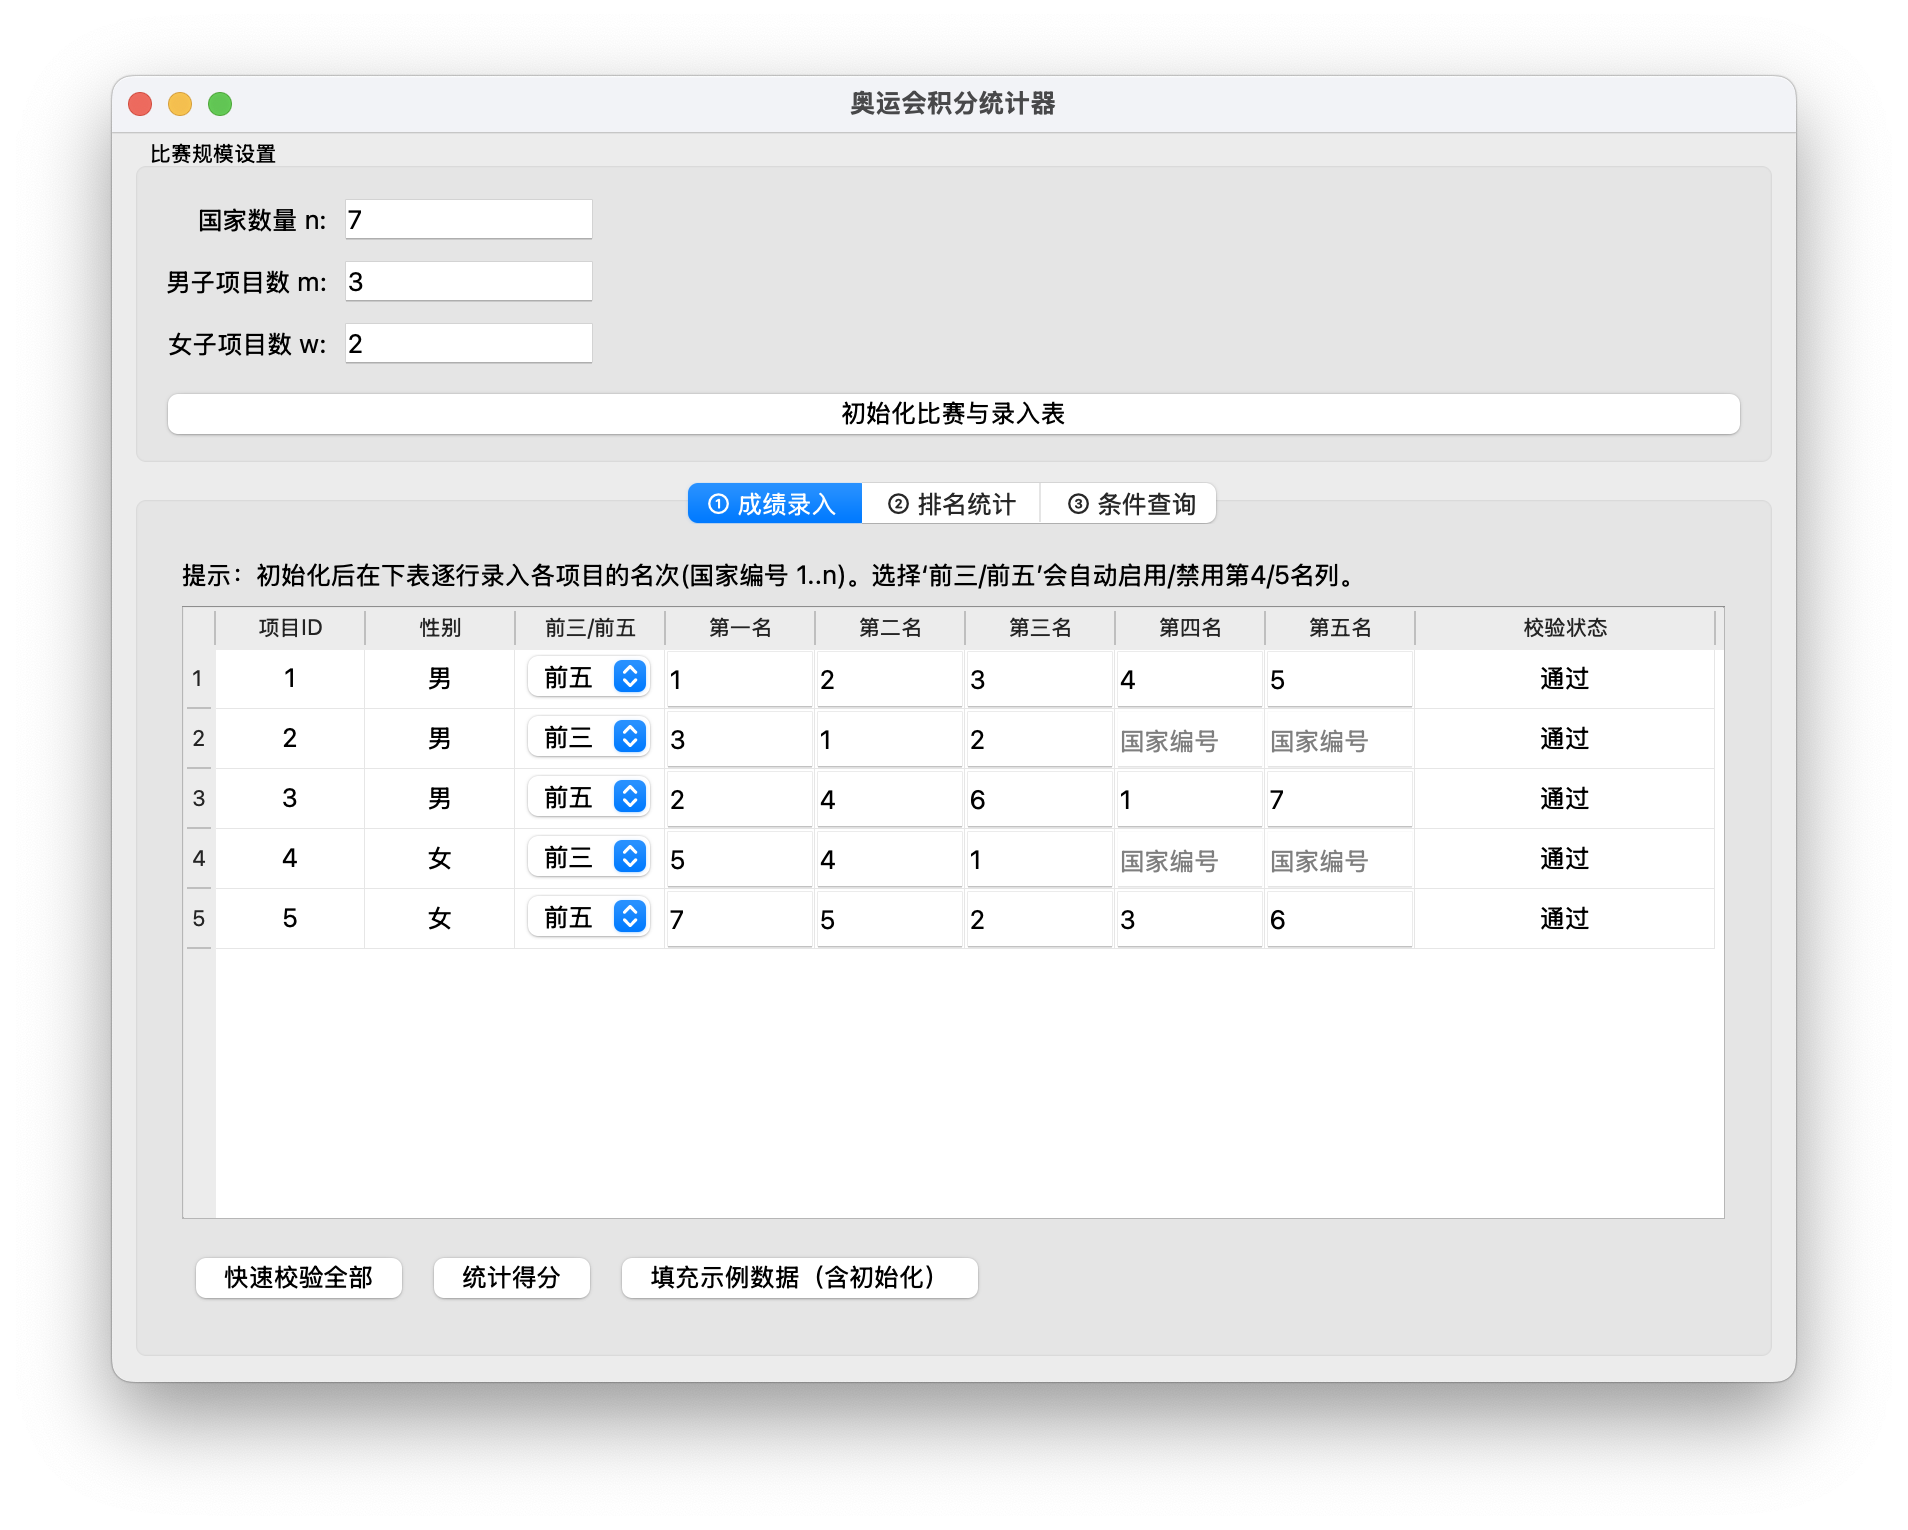 奥运会积分统计器
比赛规模设置
国家数量 n: 7
男子项目数 m: 3
女子项目数 w: 2
初始化比赛与录入表
① 成绩录入 ② 排名统计 ③ 条件查询
提示：初始化后在下表逐行录入各项目的名次(国家编号 1..n)。选择‘前三/前五’会自动启用/禁用第4/5名列。
项目ID 性别 前三/前五 第一名 第二名 第三名 第四名 第五名 校验状态
1 1 男 前五 1 2 3 4 5 通过
2 2 男 前三 3 1 2 国家编号 国家编号 通过
3 3 男 前五 2 4 6 1 7 通过
4 4 女 前三 5 4 1 国家编号 国家编号 通过
5 5 女 前五 7 5 2 3 6 通过
快速校验全部 统计得分 填充示例数据（含初始化）